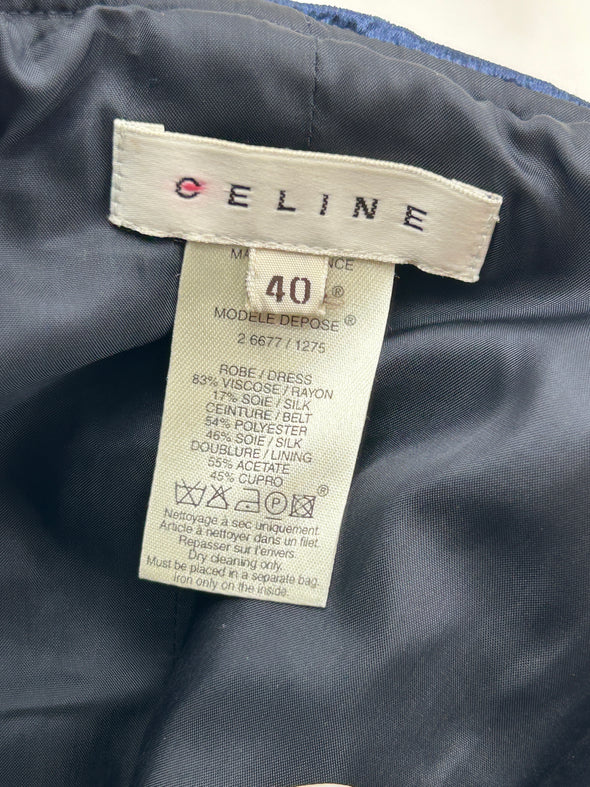 CELINE
40
®
MODELE DEPOSE ®
2 6677 / 1275
ROBE / DRESS
83% VISCOSE / RAYON
17% SOIE / SILK
CEINTURE / BELT
54% POLYESTER
46% SOIE / SILK
DOUBLURE / LINING
55% ACETATE
45% CUPRO
P ®
Nettoyage à sec uniquement.
Article à nettoyer dans un filet.
Repasser sur l'envers
Dry cleaning only.
Must be placed in a separate bag.
Iron only on the inside.